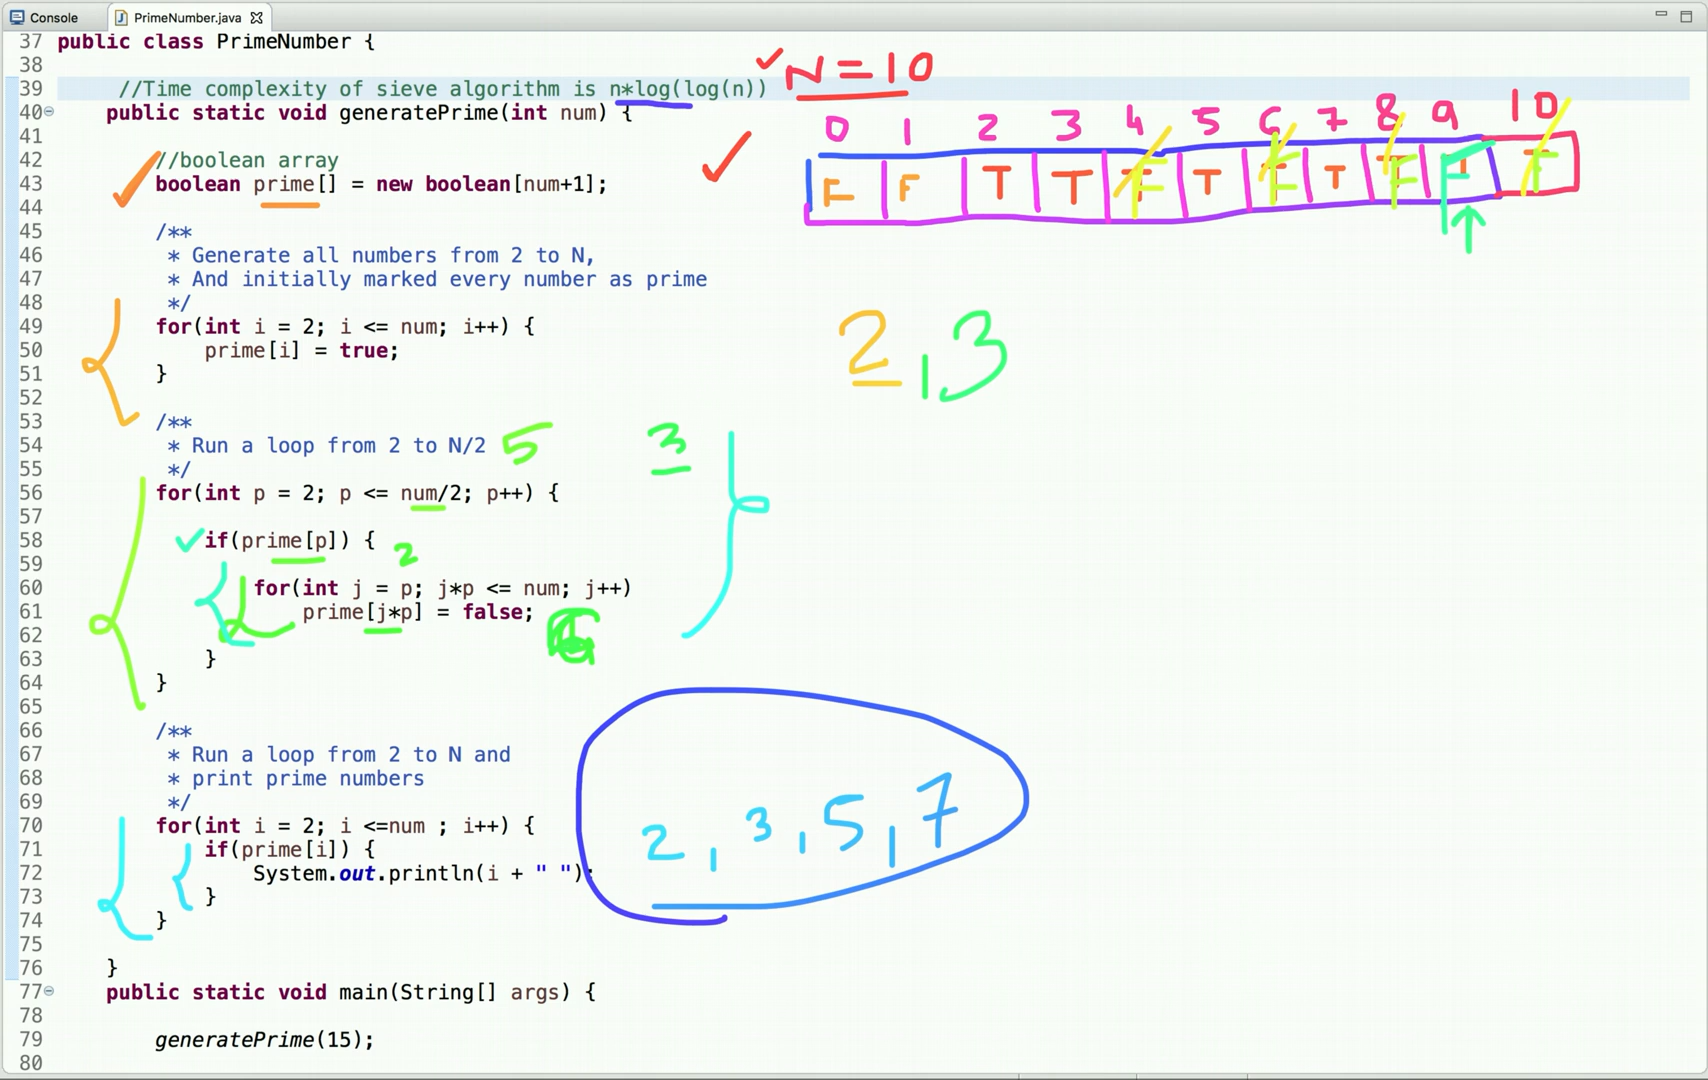 Console PrimeNumber.java
37 public class PrimeNumber {
38
39 //Time complexity of sieve algorithm is n*log(log(n))
40 public static void generatePrime(int num) {
41
42 //boolean array
43 boolean prime[] = new boolean[num+1];
44
45 /**
46 * Generate all numbers from 2 to N,
47 * And initially marked every number as prime
48 */
49 for(int i = 2; i <= num; i++) {
50 prime[i] = true;
51 }
52
53 /**
54 * Run a loop from 2 to N/2
55 */
56 for(int p = 2; p <= num/2; p++) {
57
58 if(prime[p]) {
59
60 for(int j = p; j*p <= num; j++)
61 prime[j*p] = false;
62
63 }
64 }
65
66 /**
67 * Run a loop from 2 to N and
68 * print prime numbers
69 */
70 for(int i = 2; i <=num ; i++) {
71 if(prime[i]) {
72 System.out.println(i + " ");
73 }
74 }
75
76 }
77 public static void main(String[] args) {
78
79 generatePrime(15);
80
N=10
0 1 2 3 4 5 6 7 8 9 10
F F T T F T F T F F F
2,3
5
3
2
2,3,5,7